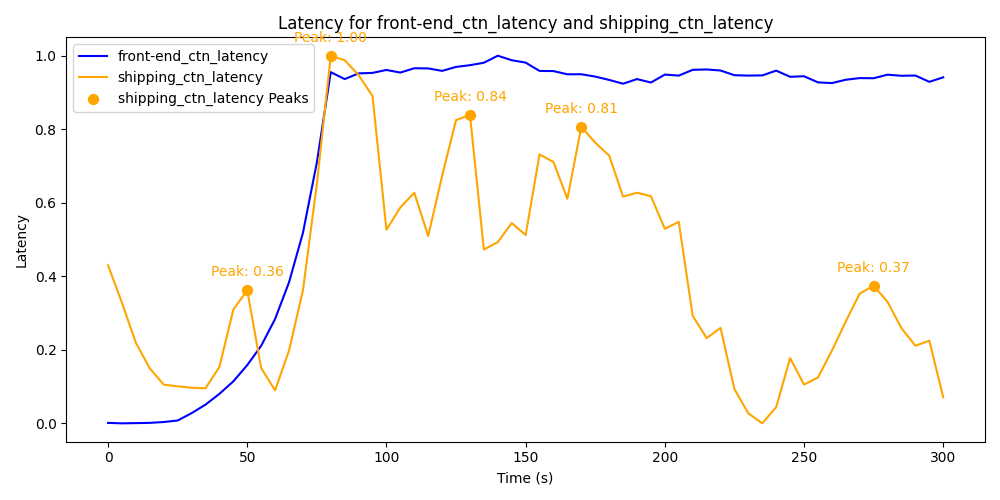 Latency for front-end_ctn_latency and shipping_ctn_latency
Peak: 1.00
front-end_ctn_latency
shipping_ctn_latency
shipping_ctn_latency Peaks
Peak: 0.84
Peak: 0.81
Peak: 0.36
Peak: 0.37
1.0
0.8
0.6
0.4
0.2
0.0
Latency
0 50 100 150 200 250 300
Time (s)